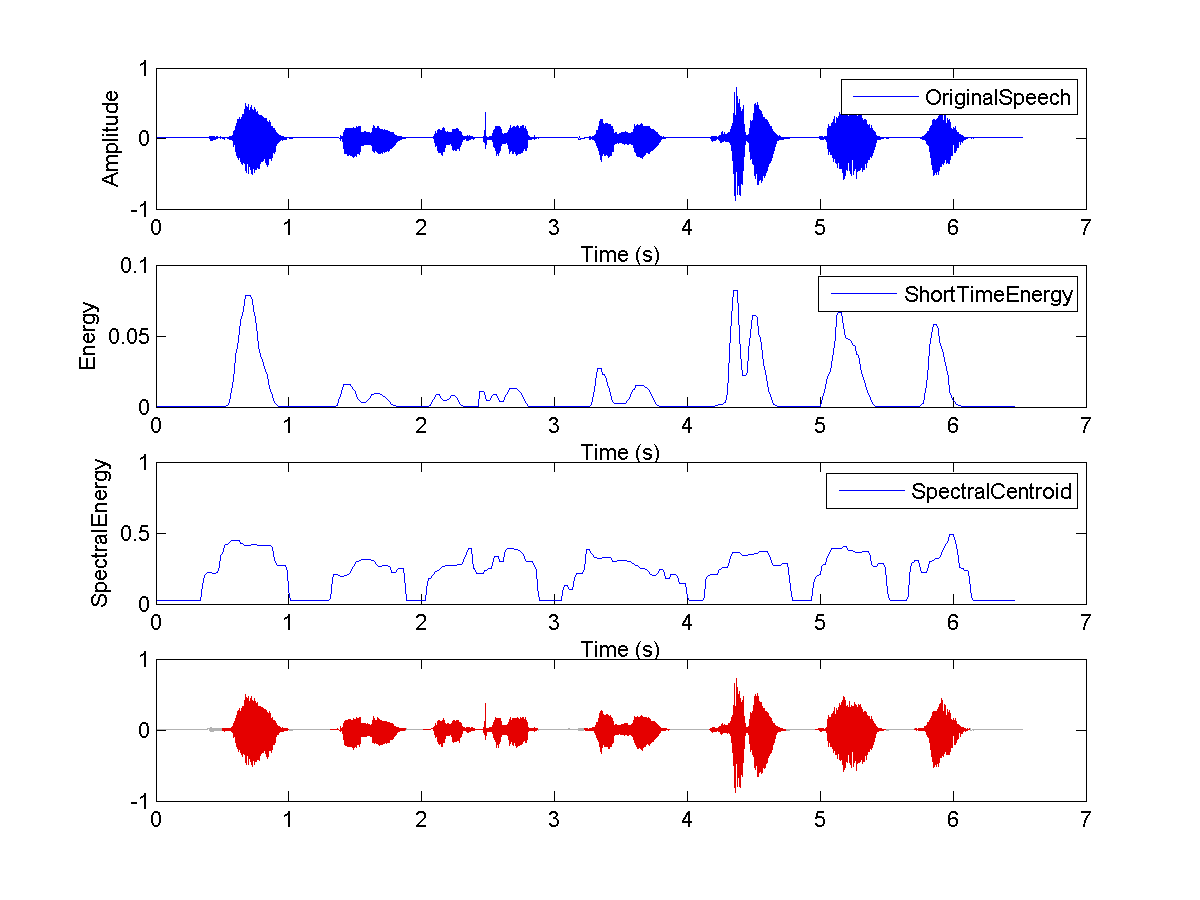 1
OriginalSpeech
Amplitude
0
-1
0 1 2 3 4 5 6 7
Time (s)
0.1
ShortTimeEnergy
Energy
0.05
0
0 1 2 3 4 5 6 7
Time (s)
1
SpectralCentroid
SpectralEnergy
0.5
0
0 1 2 3 4 5 6 7
Time (s)
1
0
-1
0 1 2 3 4 5 6 7